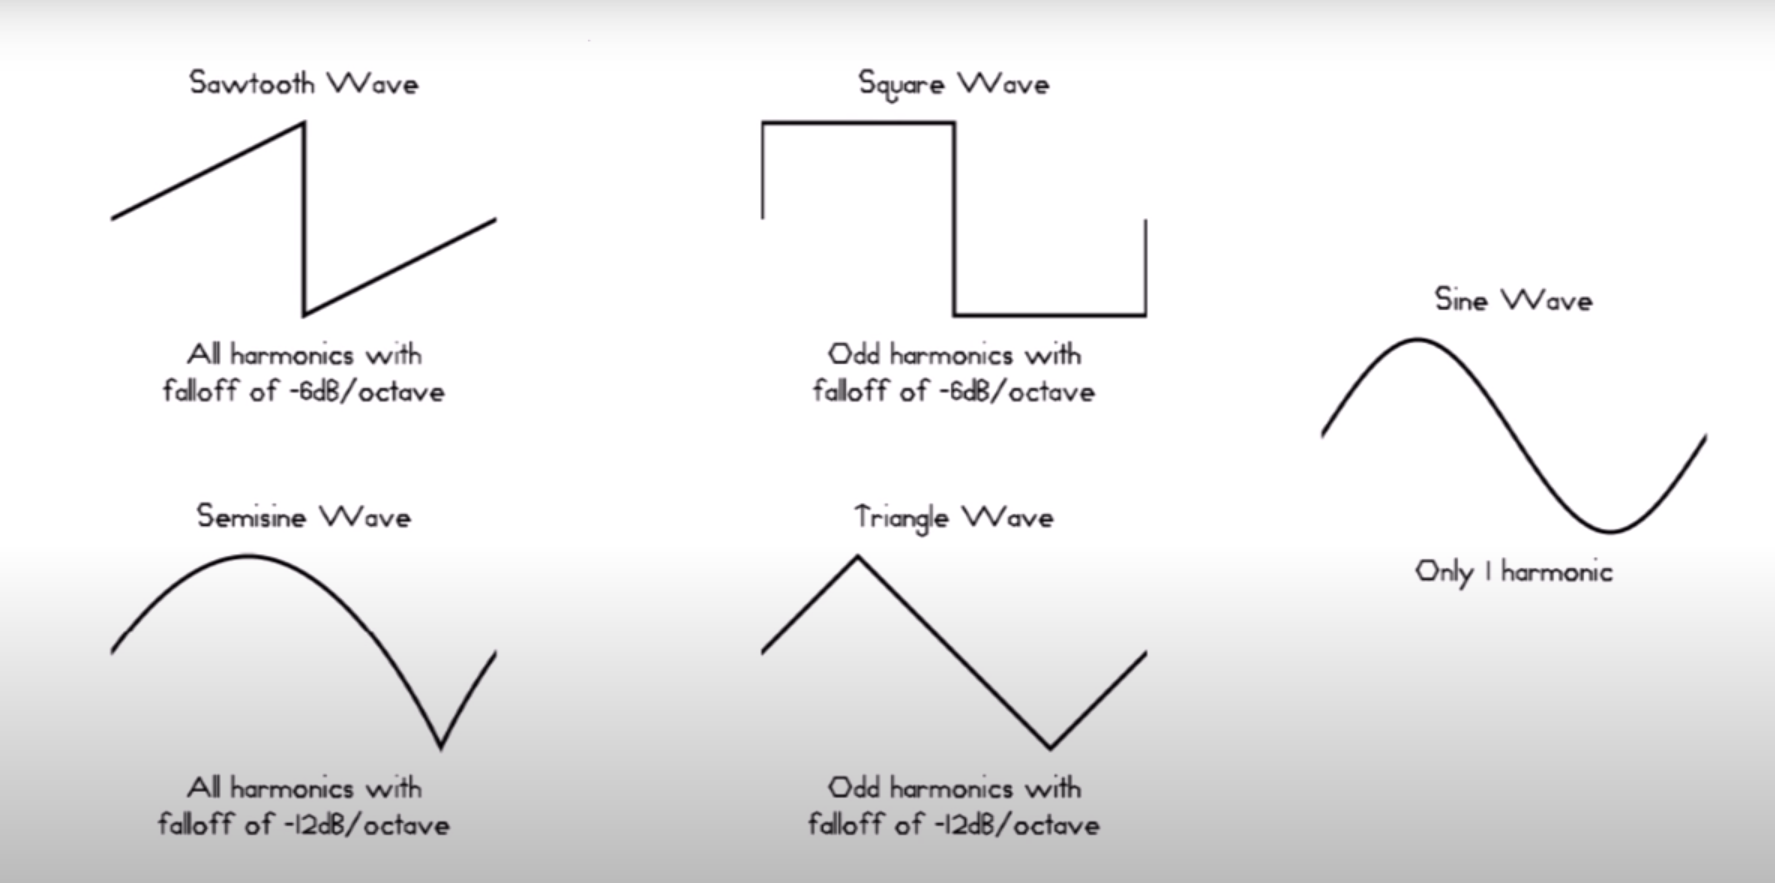 Sawtooth Wave
All harmonics with
falloff of -6dB/octave
Square Wave
Odd harmonics with
falloff of -6dB/octave
Semisine Wave
All harmonics with
falloff of -12dB/octave
Triangle Wave
Odd harmonics with
falloff of -12dB/octave
Sine Wave
Only 1 harmonic